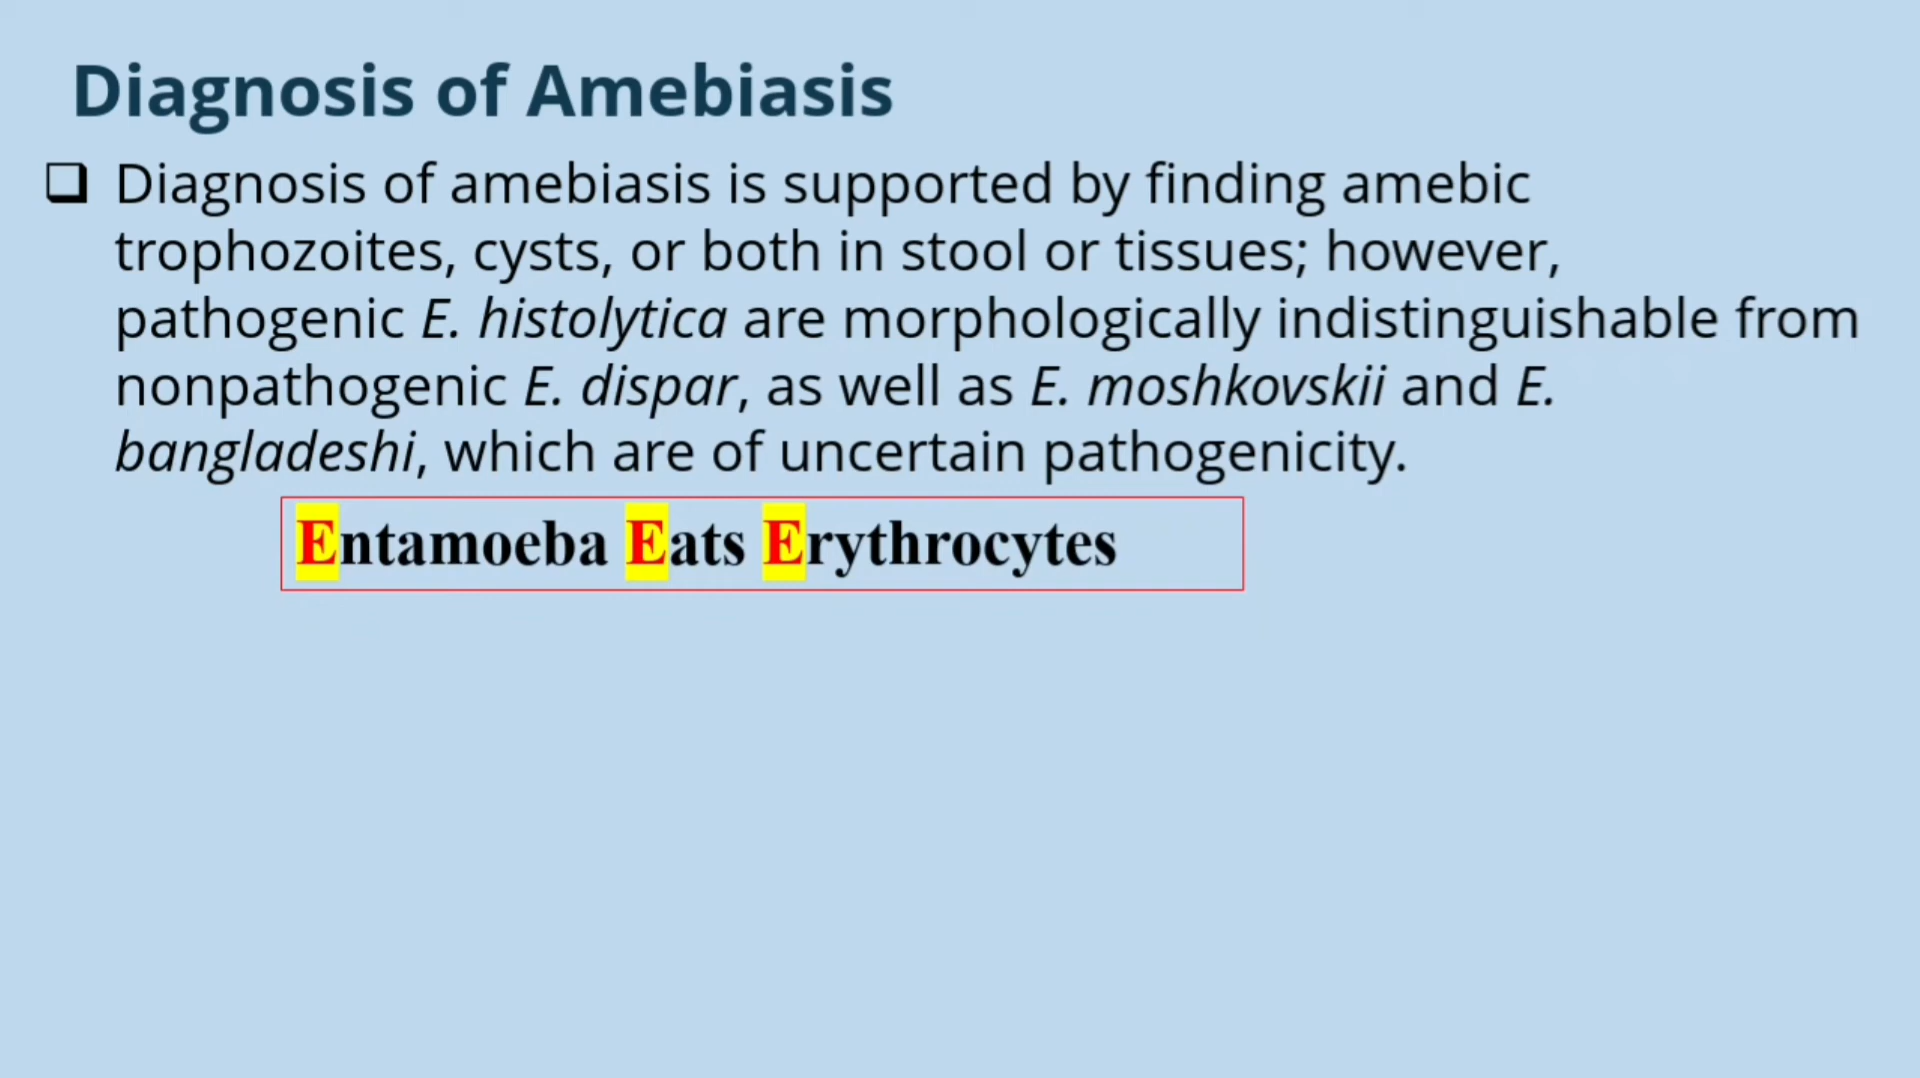 Diagnosis of Amebiasis
❑ Diagnosis of amebiasis is supported by finding amebic
trophozoites, cysts, or both in stool or tissues; however,
pathogenic E. histolytica are morphologically indistinguishable from
nonpathogenic E. dispar, as well as E. moshkovskii and E.
bangladeshi, which are of uncertain pathogenicity.
Entamoeba Eats Erythrocytes